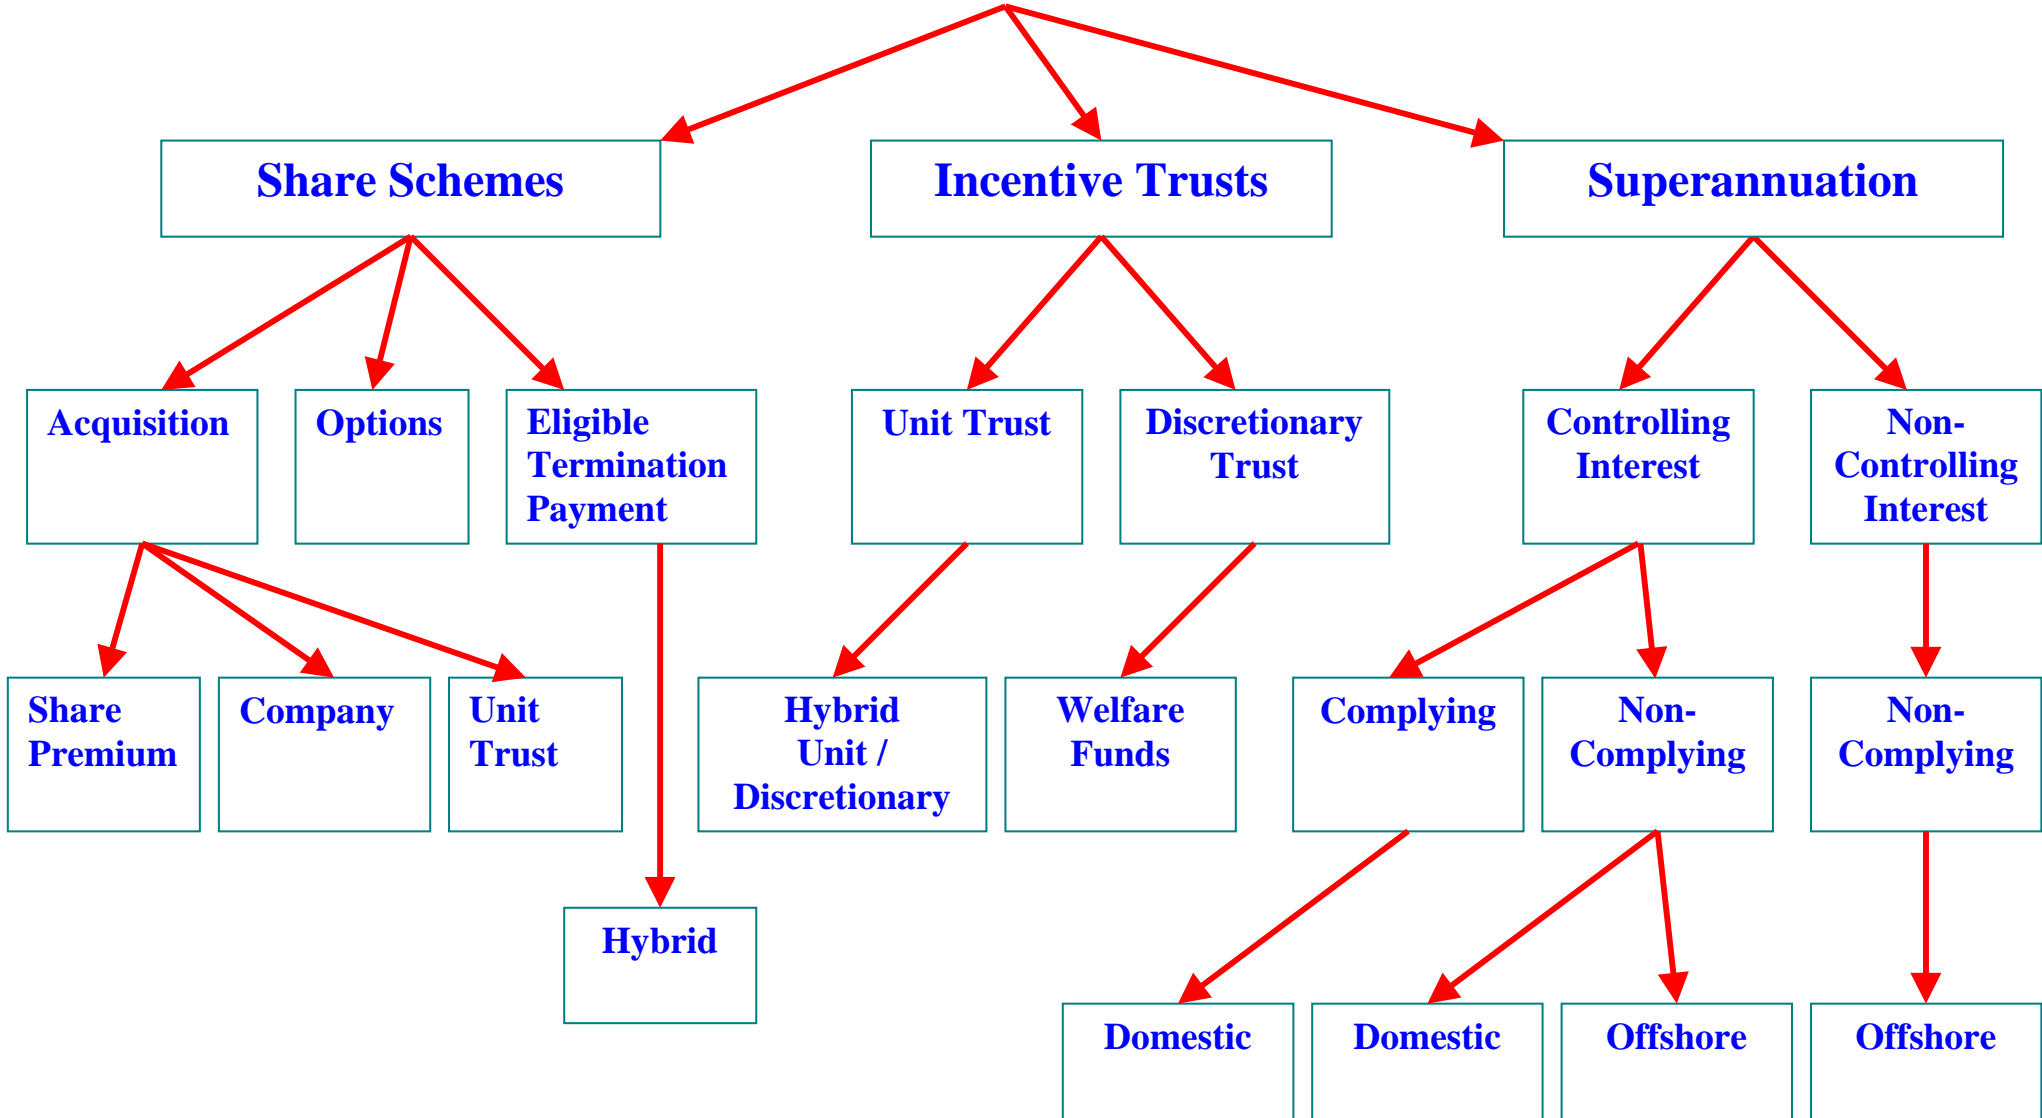 Share Schemes
Incentive Trusts
Superannuation
Acquisition
Options
Eligible
Termination
Payment
Unit Trust
Discretionary
Trust
Controlling
Interest
Non-
Controlling
Interest
Share
Premium
Company
Unit
Trust
Hybrid
Unit /
Discretionary
Welfare
Funds
Complying
Non-
Complying
Non-
Complying
Hybrid
Domestic
Domestic
Offshore
Offshore